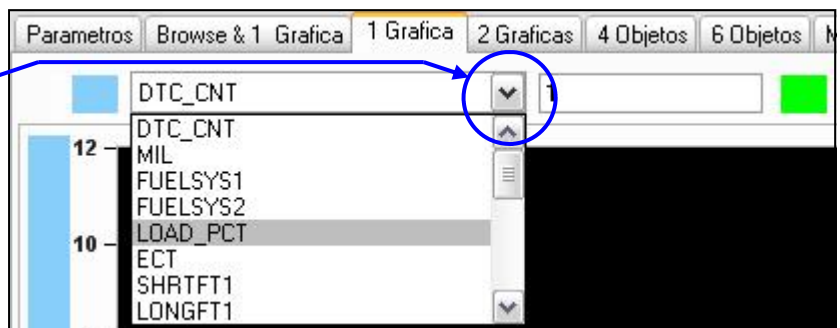 Parametros Browse & 1 Grafica 1 Grafica 2 Graficas 4 Objetos 6 Objetos
DTC_CNT 1
DTC_CNT
12
MIL
FUELSYS1
FUELSYS2
LOAD_PCT
10
ECT
SHRTFT1
LONGFT1